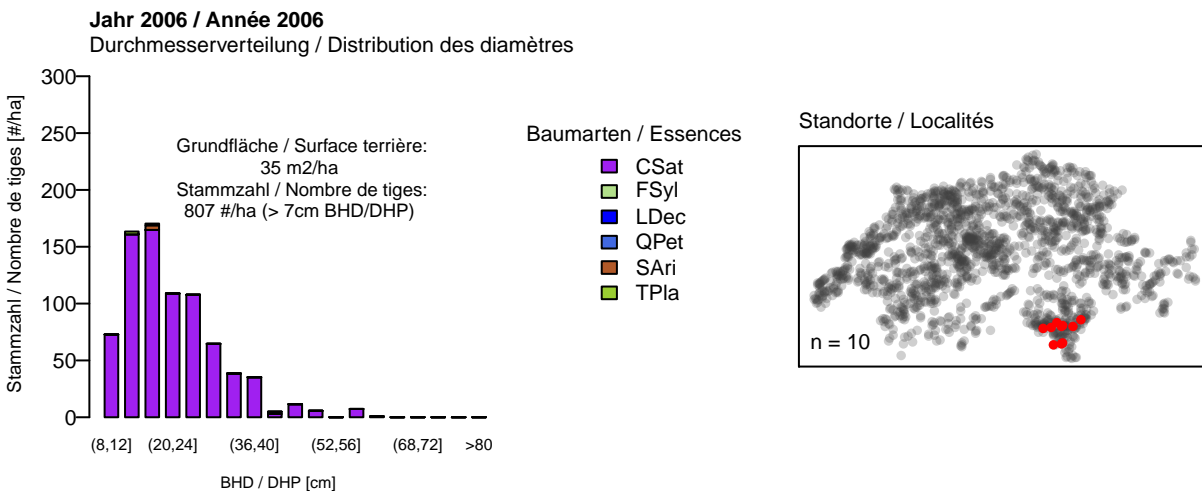 Jahr 2006 / Année 2006
Durchmesserverteilung / Distribution des diamètres
Stammzahl / Nombre de tiges [#/ha]
300
250
200
150
100
50
0
Grundfläche / Surface terrière:
35 m2/ha
Stammzahl / Nombre de tiges:
807 #/ha (> 7cm BHD/DHP)
(8,12] (20,24] (36,40] (52,56] (68,72] >80
BHD / DHP [cm]
Baumarten / Essences
CSat
FSyl
LDec
QPet
SAri
TPla
Standorte / Localités
n = 10